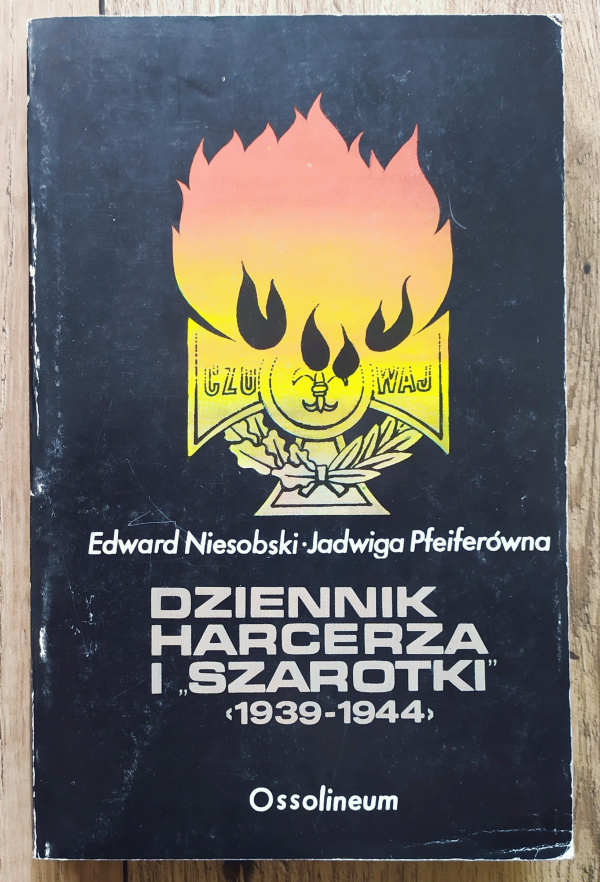 CZUWAJ
Edward Niesobski·Jadwiga Pfeiferówna
DZIENNIK
HARCERZA
I „SZAROTKI”
‹1939-1944›
Ossolineum